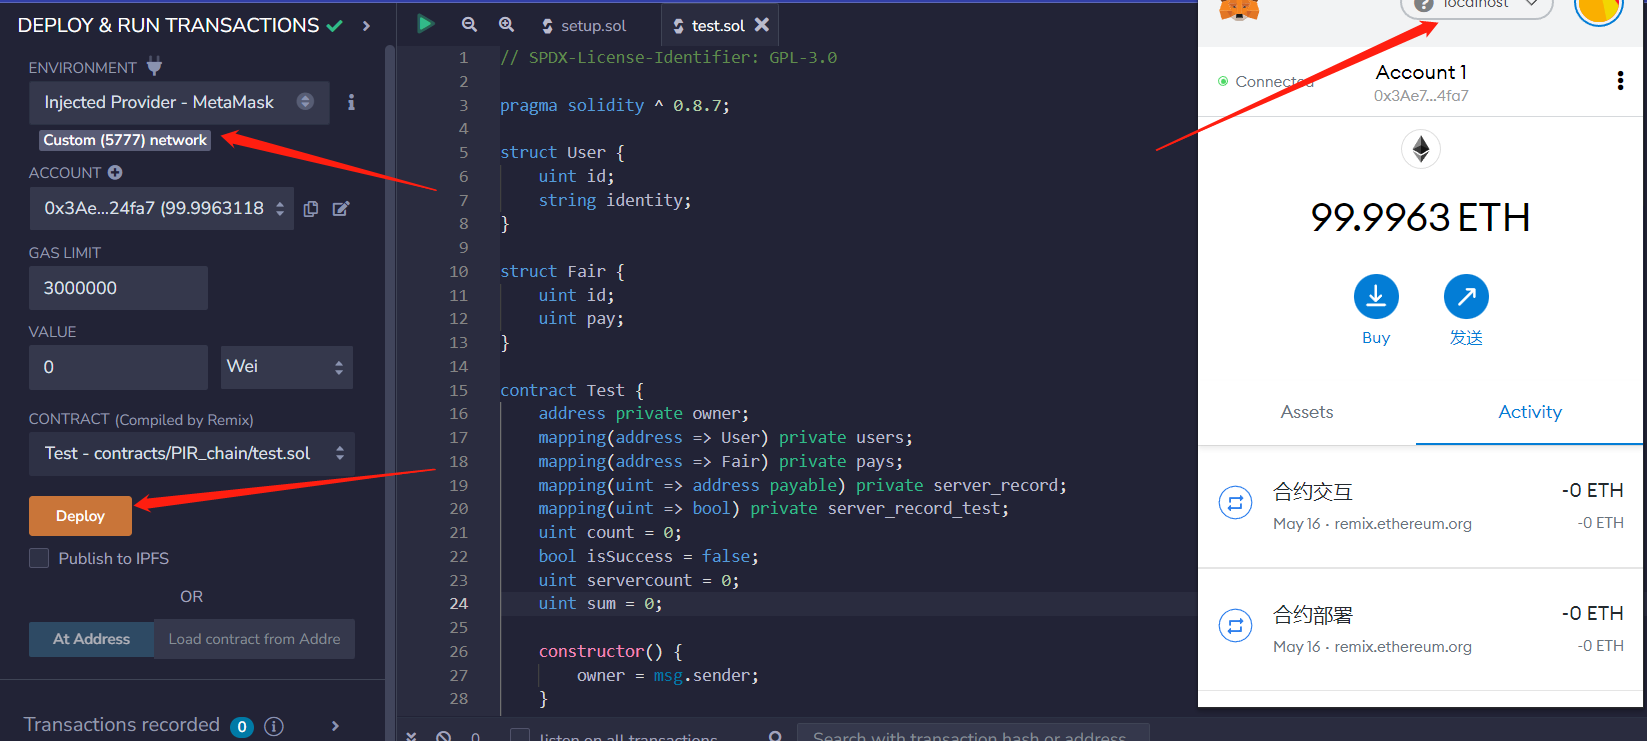 DEPLOY & RUN TRANSACTIONS
ENVIRONMENT
Injected Provider - MetaMask
Custom (5777) network
ACCOUNT
0x3Ae...24fa7 (99.9963118
GAS LIMIT
3000000
VALUE
0
Wei
CONTRACT (Compiled by Remix)
Test - contracts/PIR_chain/test.sol
Deploy
Publish to IPFS
OR
At Address
Load contract from Addre
Transactions recorded 0
setup.sol
test.sol
1 // SPDX-License-Identifier: GPL-3.0
2
3 pragma solidity ^ 0.8.7;
4
5 struct User {
6 uint id;
7 string identity;
8 }
9
10 struct Fair {
11 uint id;
12 uint pay;
13 }
14
15 contract Test {
16 address private owner;
17 mapping(address => User) private users;
18 mapping(address => Fair) private pays;
19 mapping(uint => address payable) private server_record;
20 mapping(uint => bool) private server_record_test;
21 uint count = 0;
22 bool isSuccess = false;
23 uint servercount = 0;
24 uint sum = 0;
25
26 constructor() {
27 owner = msg.sender;
28 }
0
listen on all transactions
Search with transaction hash or address
localhost
Connected
Account 1
0x3Ae7...4fa7
99.9963 ETH
Buy
发送
Assets
Activity
合约交互
-0 ETH
May 16 · remix.ethereum.org
-0 ETH
合约部署
-0 ETH
May 16 · remix.ethereum.org
-0 ETH